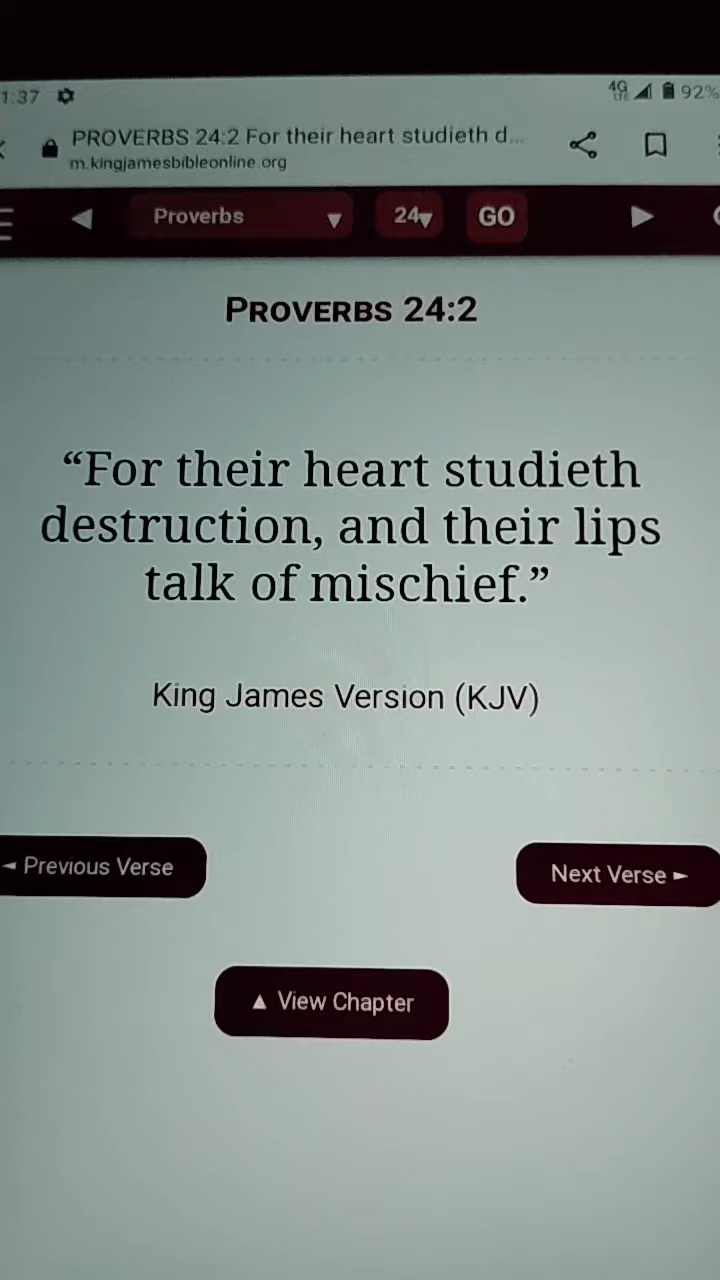 1:37 4G LTE 92%
PROVERBS 24:2 For their heart studieth d...
m.kingjamesbibleonline.org
◀ Proverbs ▼ 24▼ GO ▶
PROVERBS 24:2
“For their heart studieth
destruction, and their lips
talk of mischief.”
King James Version (KJV)
◄ Previous Verse
Next Verse ►
▲ View Chapter